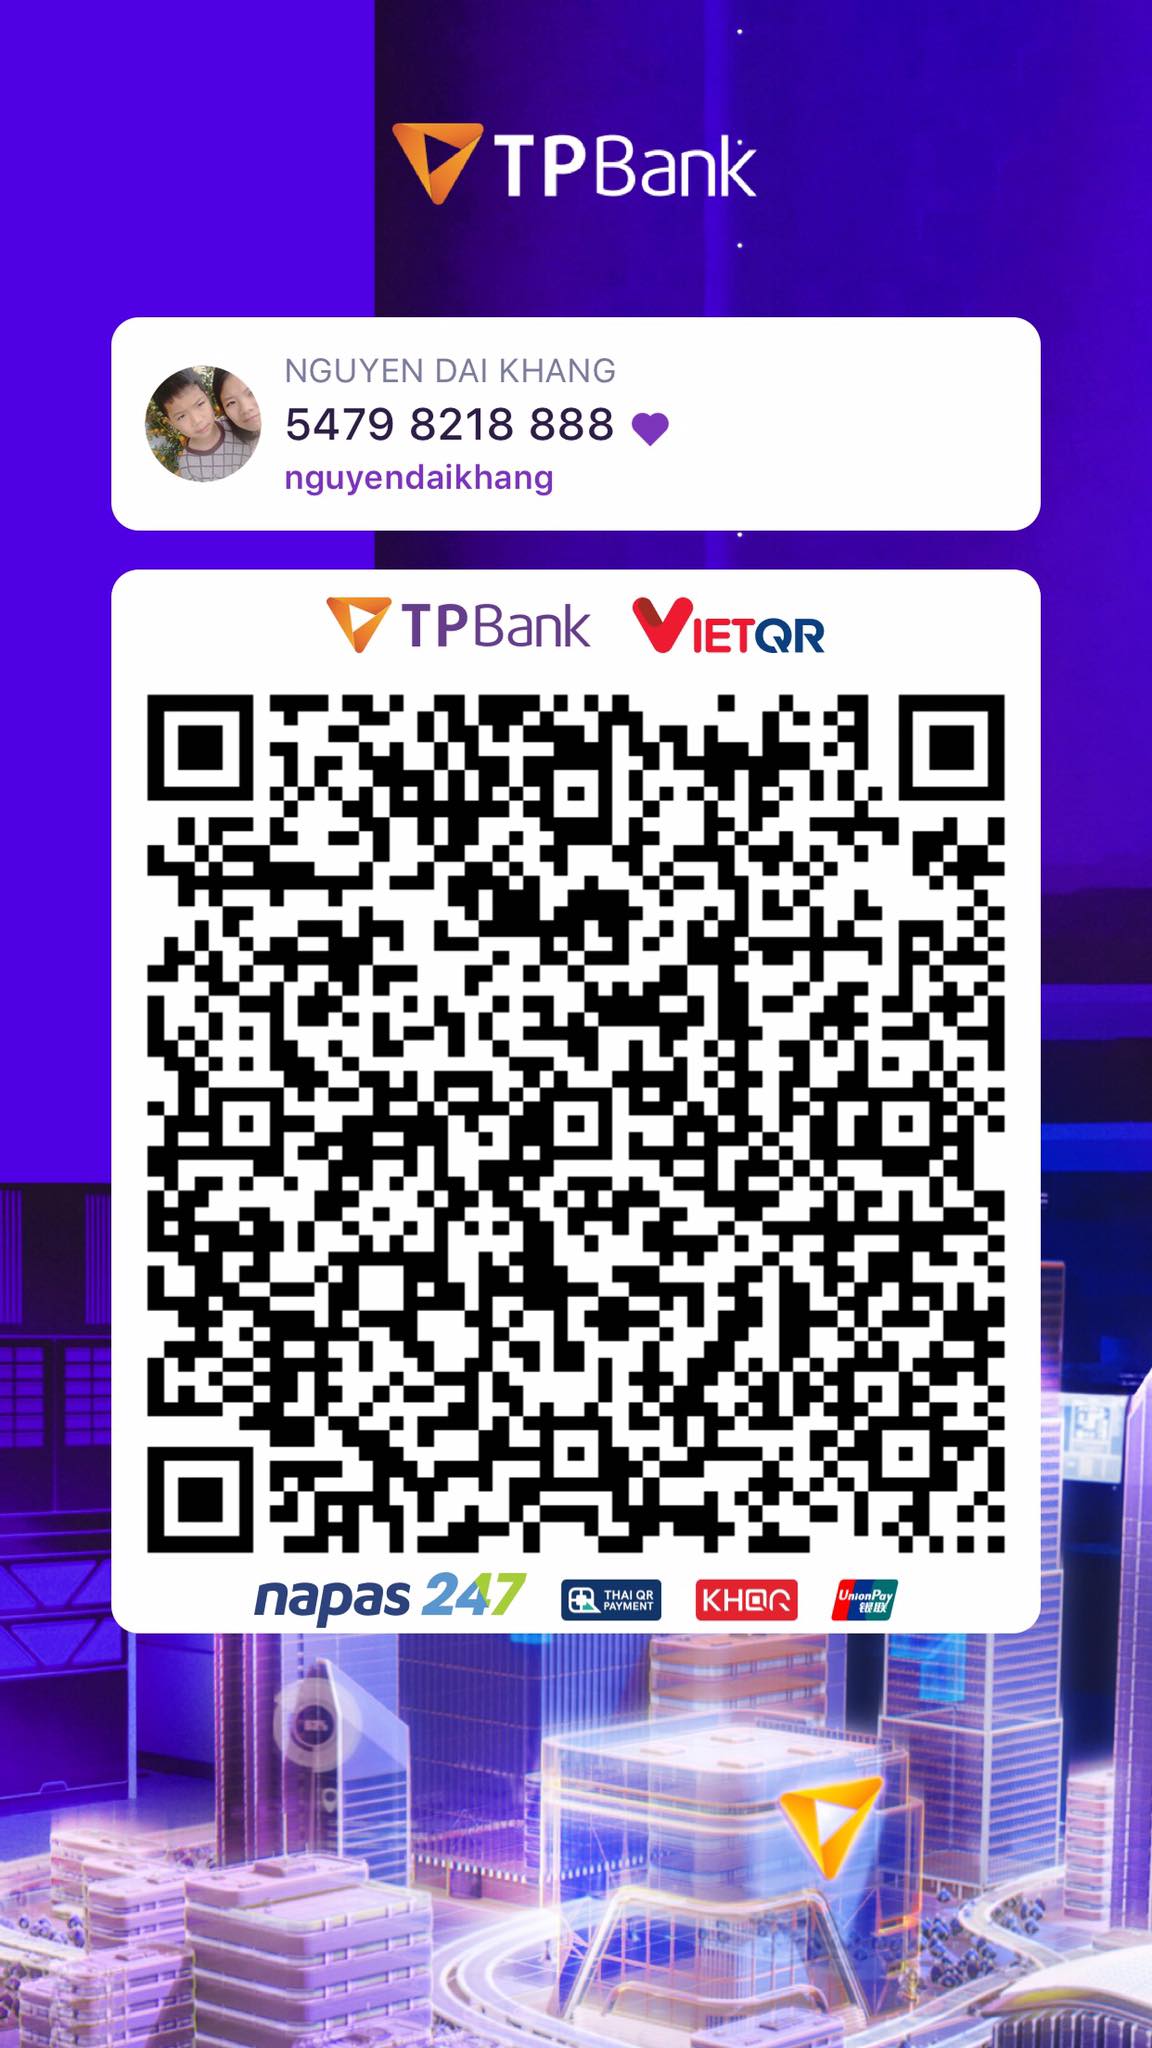 TPBank
NGUYEN DAI KHANG
5479 8218 888
nguyendaikhang
TPBank VIETQR
napas 247 THAI QR PAYMENT KHQR UnionPay 银联